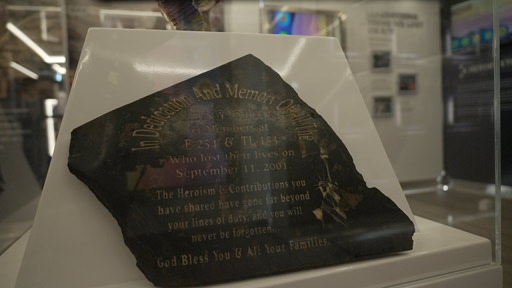 In Dedication And Memory Of The
Members of
E 254 & TL 153
Who lost their lives on
September 11, 2001
The Heroism & Contributions you
have shared have gone far beyond
your lines of duty, and you will
never be forgotten.
God Bless You & All Your Families.